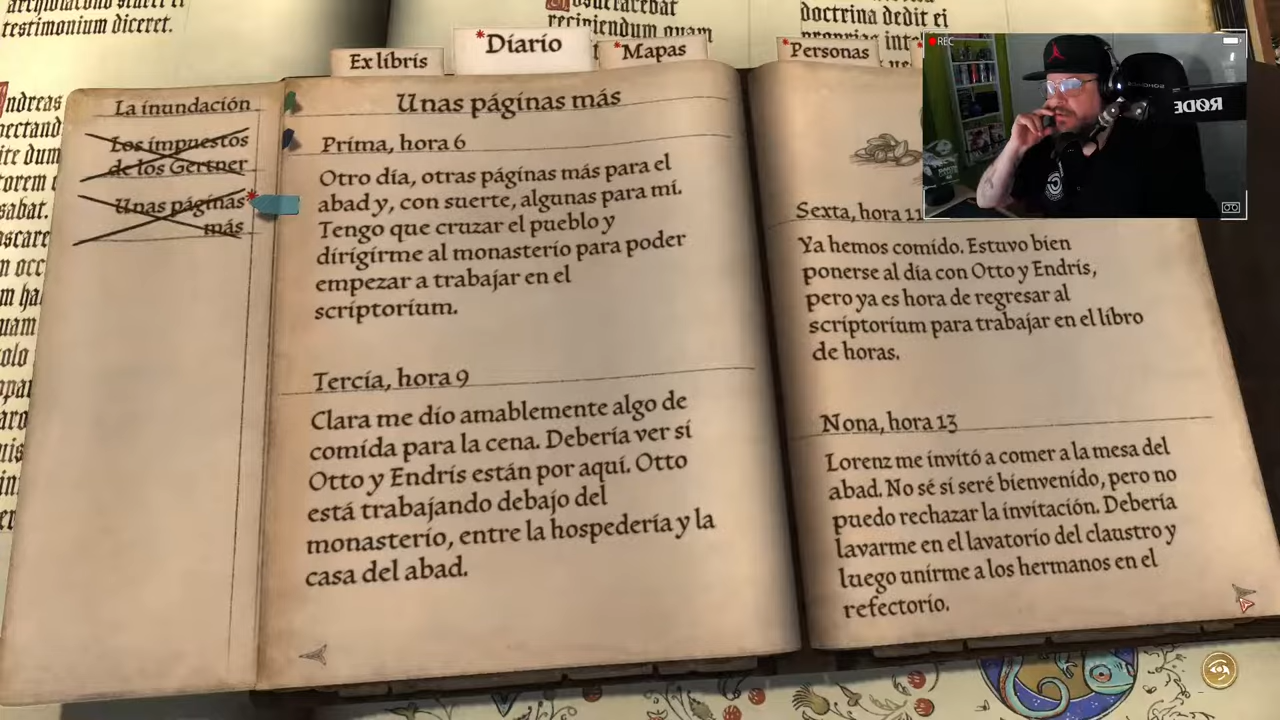 testimonium diceret.
recipiendum quam
doctrina dedit ei
Ex libris
*Diario
*Mapas
*Personas
REC
RØDE
La inundación
Los impuestos
de los Gertner
Unas páginas*
más
Unas páginas más
Prima, hora 6
Otro día, otras páginas más para el
abad y, con suerte, algunas para mí.
Tengo que cruzar el pueblo y
dirigirme al monasterio para poder
empezar a trabajar en el
scriptorium.
Tercia, hora 9
Clara me dio amablemente algo de
comida para la cena. Debería ver si
Otto y Endris están por aquí. Otto
está trabajando debajo del
monasterio, entre la hospedería y la
casa del abad.
Sexta, hora 11
Ya hemos comido. Estuvo bien
ponerse al día con Otto y Endris,
pero ya es hora de regresar al
scriptorium para trabajar en el libro
de horas.
Nona, hora 13
Lorenz me invitó a comer a la mesa del
abad. No sé si seré bienvenido, pero no
puedo rechazar la invitación. Debería
lavarme en el lavatorio del claustro y
luego unirme a los hermanos en el
refectorio.